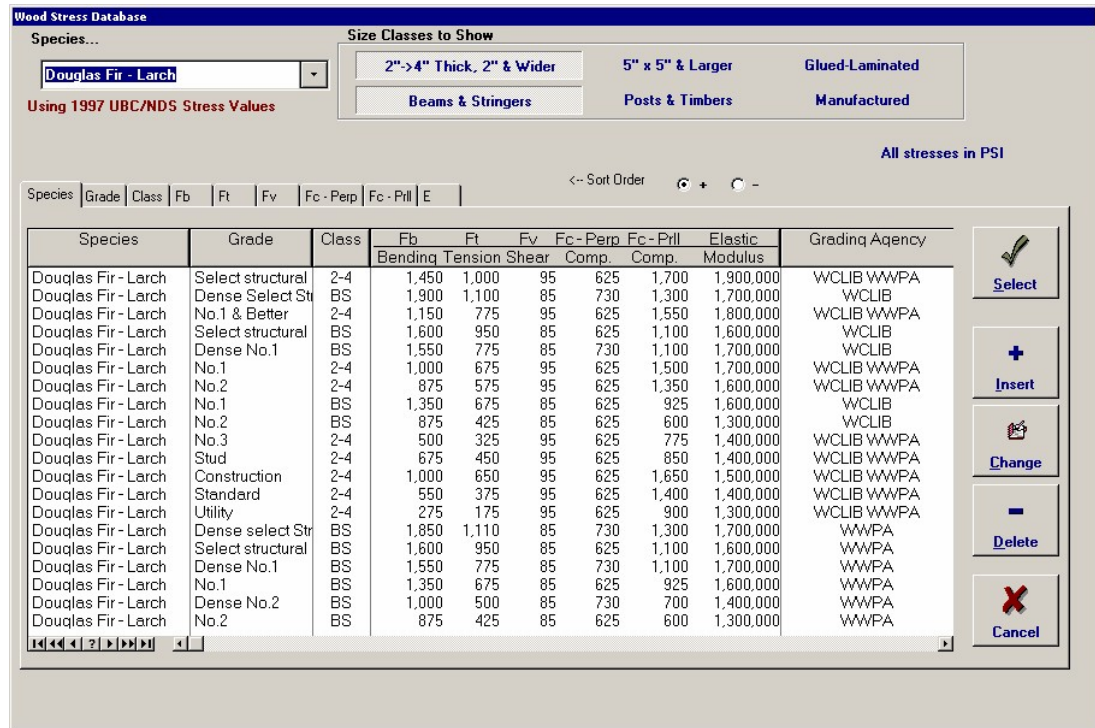 Wood Stress Database
Species...
Size Classes to Show
Douglas Fir - Larch
2"->4" Thick, 2" & Wider 5" x 5" & Larger Glued-Laminated
Using 1997 UBC/NDS Stress Values
Beams & Stringers Posts & Timbers Manufactured
All stresses in PSI
<-- Sort Order + -
Species Grade Class Fb Ft Fv Fc - Perp Fc - Prll E
Species Grade Class Fb Ft Fv Fc - Perp Fc - Prll Elastic Grading Agency
Bending Tension Shear Comp. Comp. Modulus
Douglas Fir - Larch Select structural 2-4 1,450 1,000 95 625 1,700 1,900,000 WCLIB WWPA
Douglas Fir - Larch Dense Select Str BS 1,900 1,100 85 730 1,300 1,700,000 WCLIB
Douglas Fir - Larch No.1 & Better 2-4 1,150 775 95 625 1,550 1,800,000 WCLIB WWPA
Douglas Fir - Larch Select structural BS 1,600 950 85 625 1,100 1,600,000 WCLIB
Douglas Fir - Larch Dense No.1 BS 1,550 775 85 730 1,100 1,700,000 WCLIB
Douglas Fir - Larch No.1 2-4 1,000 675 95 625 1,500 1,700,000 WCLIB WWPA
Douglas Fir - Larch No.2 2-4 875 575 95 625 1,350 1,600,000 WCLIB WWPA
Douglas Fir - Larch No.1 BS 1,350 675 85 625 925 1,600,000 WCLIB
Douglas Fir - Larch No.2 BS 875 425 85 625 600 1,300,000 WCLIB
Douglas Fir - Larch No.3 2-4 500 325 95 625 775 1,400,000 WCLIB WWPA
Douglas Fir - Larch Stud 2-4 675 450 95 625 850 1,400,000 WCLIB WWPA
Douglas Fir - Larch Construction 2-4 1,000 650 95 625 1,650 1,500,000 WCLIB WWPA
Douglas Fir - Larch Standard 2-4 550 375 95 625 1,400 1,400,000 WCLIB WWPA
Douglas Fir - Larch Utility 2-4 275 175 95 625 900 1,300,000 WCLIB WWPA
Douglas Fir - Larch Dense select Str BS 1,850 1,110 85 730 1,300 1,700,000 WWPA
Douglas Fir - Larch Select structural BS 1,600 950 85 625 1,100 1,600,000 WWPA
Douglas Fir - Larch Dense No.1 BS 1,550 775 85 730 1,100 1,700,000 WWPA
Douglas Fir - Larch No.1 BS 1,350 675 85 625 925 1,600,000 WWPA
Douglas Fir - Larch Dense No.2 BS 1,000 500 85 730 700 1,400,000 WWPA
Douglas Fir - Larch No.2 BS 875 425 85 625 600 1,300,000 WWPA
?
Select
Insert
Change
Delete
Cancel